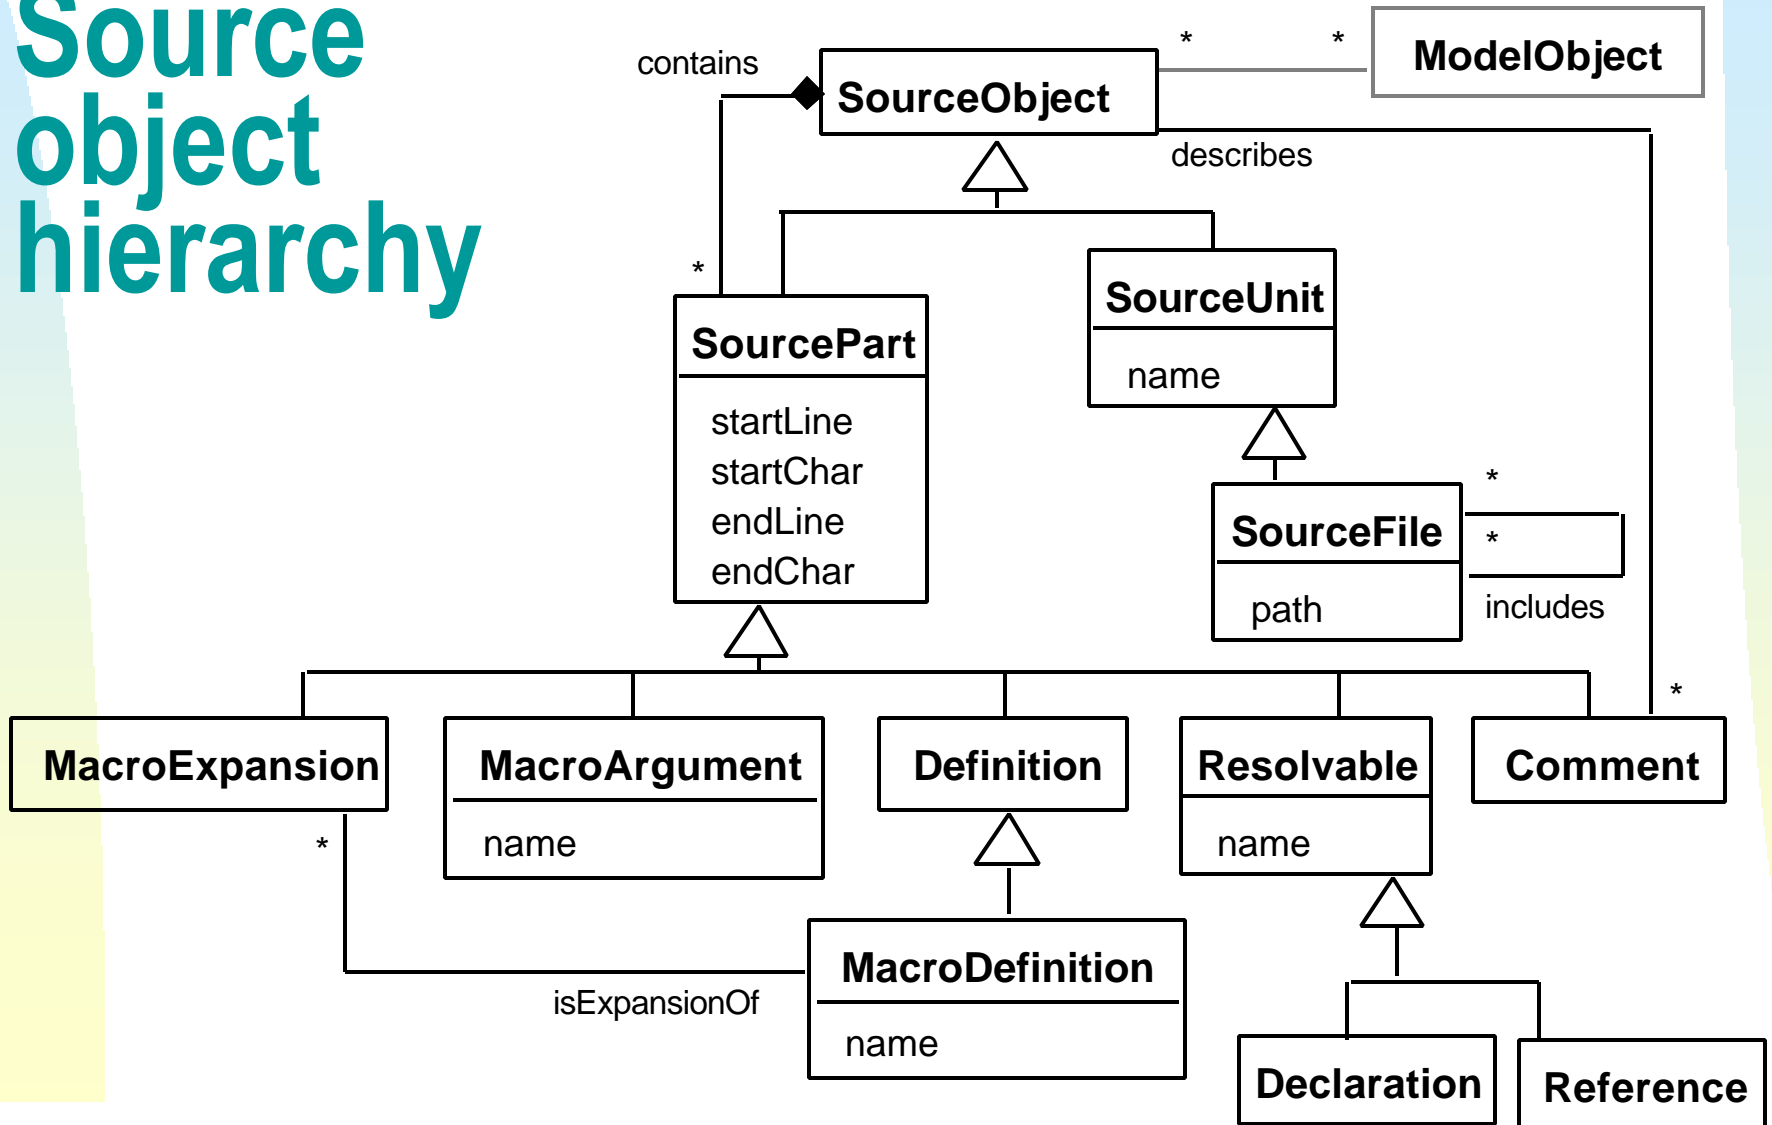 Source
object
hierarchy
contains
SourceObject
* *
ModelObject
describes
*
SourcePart
startLine
startChar
endLine
endChar
SourceUnit
name
SourceFile
path
*
*
includes
*
MacroExpansion
MacroArgument
name
Definition
Resolvable
name
Comment
*
isExpansionOf
MacroDefinition
name
Declaration
Reference